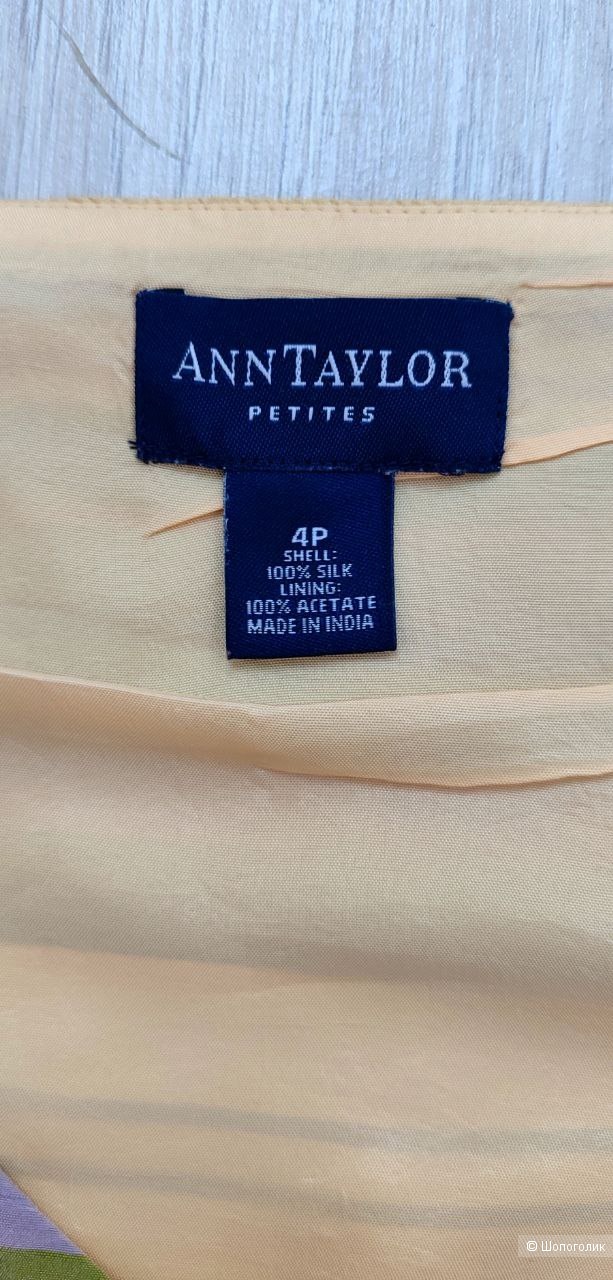 ANNTAYLOR
PETITES
4P
SHELL:
100% SILK
LINING:
100% ACETATE
MADE IN INDIA
© Шопоголик